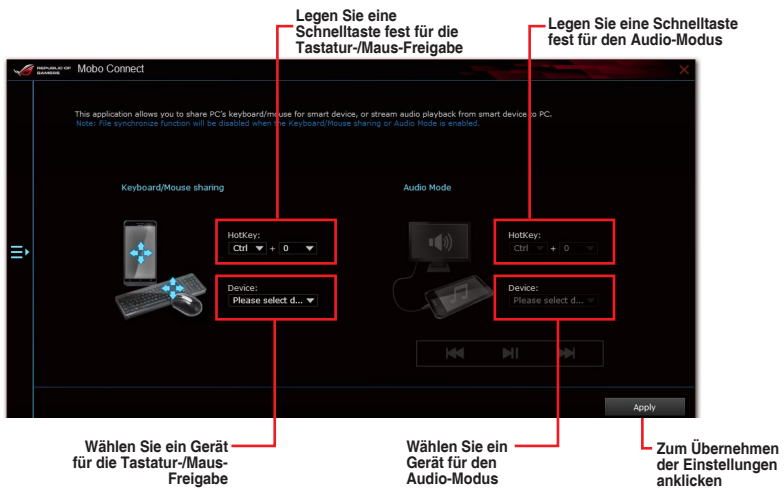 Legen Sie eine
Schnelltaste fest für die
Tastatur-/Maus-Freigabe
Legen Sie eine Schnelltaste
fest für den Audio-Modus
REPUBLIC OF
GAMERS
Mobo Connect
This application allows you to share PC's keyboard/mouse for smart device, or stream audio playback from smart device to PC.
Note: File synchronize function will be disabled when the Keyboard/Mouse sharing or Audio Mode is enabled.
Keyboard/Mouse sharing
Audio Mode
HotKey:
Ctrl + 0
HotKey:
Ctrl + 0
Device:
Please select d...
Device:
Please select d...
Apply
Wählen Sie ein Gerät
für die Tastatur-/Maus-
Freigabe
Wählen Sie ein
Gerät für den
Audio-Modus
Zum Übernehmen
der Einstellungen
anklicken